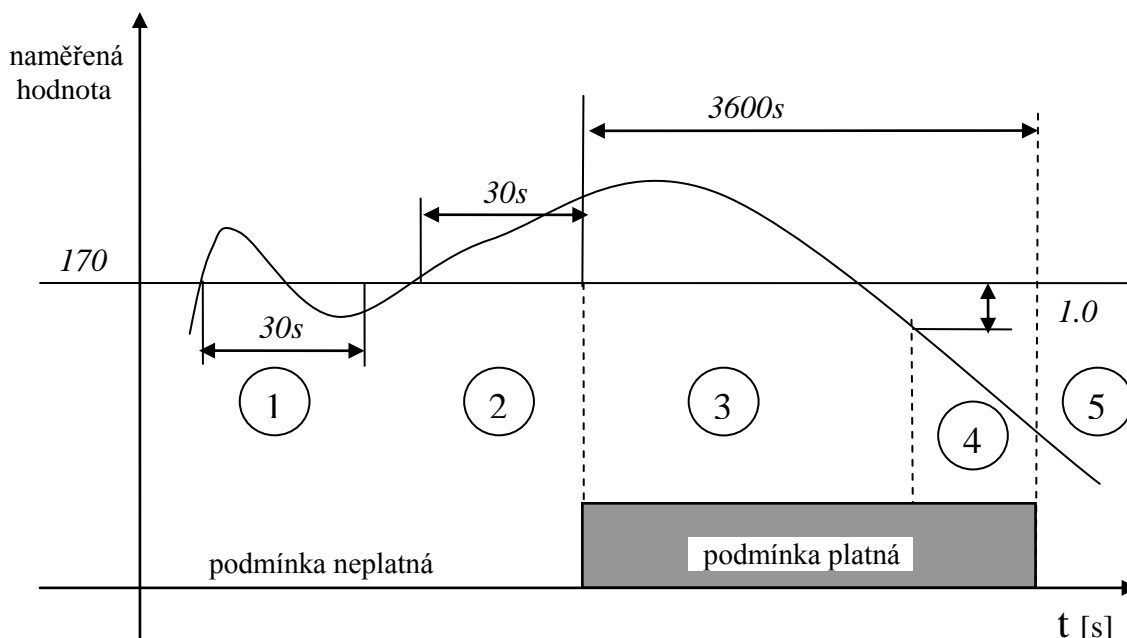 naměřená
hodnota
3600s
30s
170
30s
1.0
1
2
3
4
5
podmínka neplatná
podmínka platná
t [s]